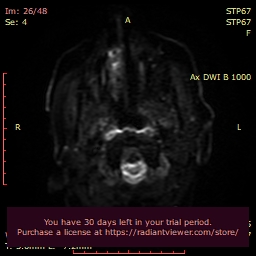 Im: 26/48
STP67
Se: 4
STP67
F
A
Ax DWI B 1000
R
L
You have 30 days left in your trial period.
Purchase a license at https://radiantviewer.com/store/